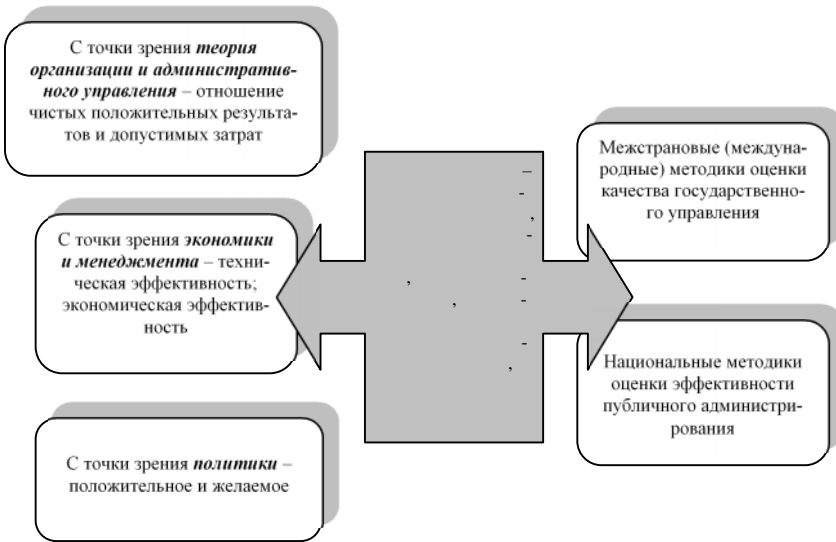 С точки зрения теория
организации и административ-
ного управления – отношение
чистых положительных результа-
тов и допустимых затрат
С точки зрения экономики
и менеджмента – техни-
ческая эффективность;
экономическая эффектив-
ность
С точки зрения политики –
положительное и желаемое
–
-
,
-
, -
, -
-
,
Межстрановые (междуна-
родные) методики оценки
качества государственно-
го управления
Национальные методики
оценки эффективности
публичного администри-
рования